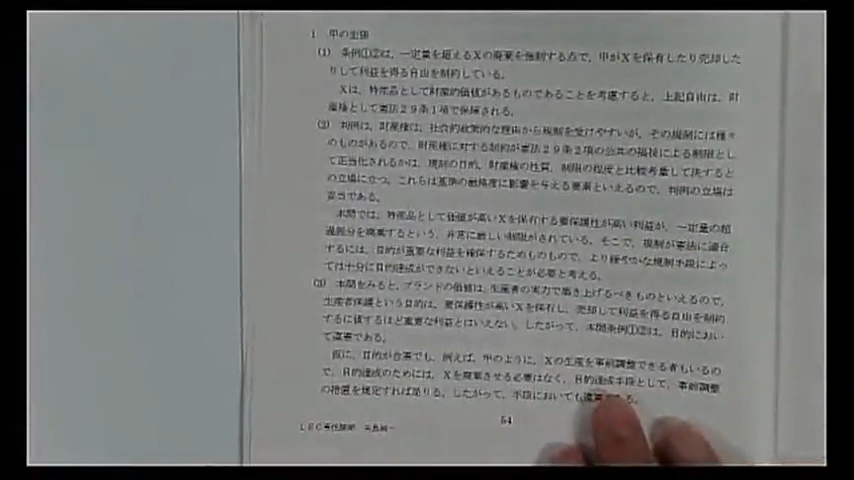 1 甲の主張
(1) 条例①②は、一定量を超えるXの廃棄を強制する点で、甲がXを保有したり売却した
りして利益を得る自由を制約している。
Xは、特産品として財産的価値があるものであることを考慮すると、上記自由は、財
産権として憲法29条1項で保障される。
(2) 判例は、財産権は、社会的政策的な理由から規制を受けやすいが、その規制には種々
のものがあるので、財産権に対する制約が憲法29条2項の公共の福祉による制限とし
て正当化されるかは、規制の目的、財産権の性質、制限の程度と比較考量して決すると
の立場に立つ。これらは基準の厳格度に影響を与える要素といえるので、判例の立場は
妥当である。
本問では、特産品として価値が高いXを保有する要保護性が高い利益が、一定量の超
過部分を廃棄するという、非常に厳しい制限がされている。そこで、規制が憲法に適合
するには、目的が重要な利益を確保するためのもので、より緩やかな規制手段によっ
ては十分に目的達成ができないといえることが必要と考える。
(3) 本問をみると、ブランドの価値は、生産者の実力で築き上げるべきものといえるので、
生産者保護という目的は、要保護性が高いXを保有し、売却して利益を得る自由を制約
するに値するほど重要な利益とはいえない。したがって、本問条例①②は、目的におい
て違憲である。
仮に、目的が合憲でも、例えば、甲のように、Xの生産を事前調整できる者もいるの
で、目的達成のためには、Xを廃棄させる必要はなく、目的達成手段として、事前調整
の措置を規定すれば足りる。したがって、手段においても違憲である。
LEC専任講師
54